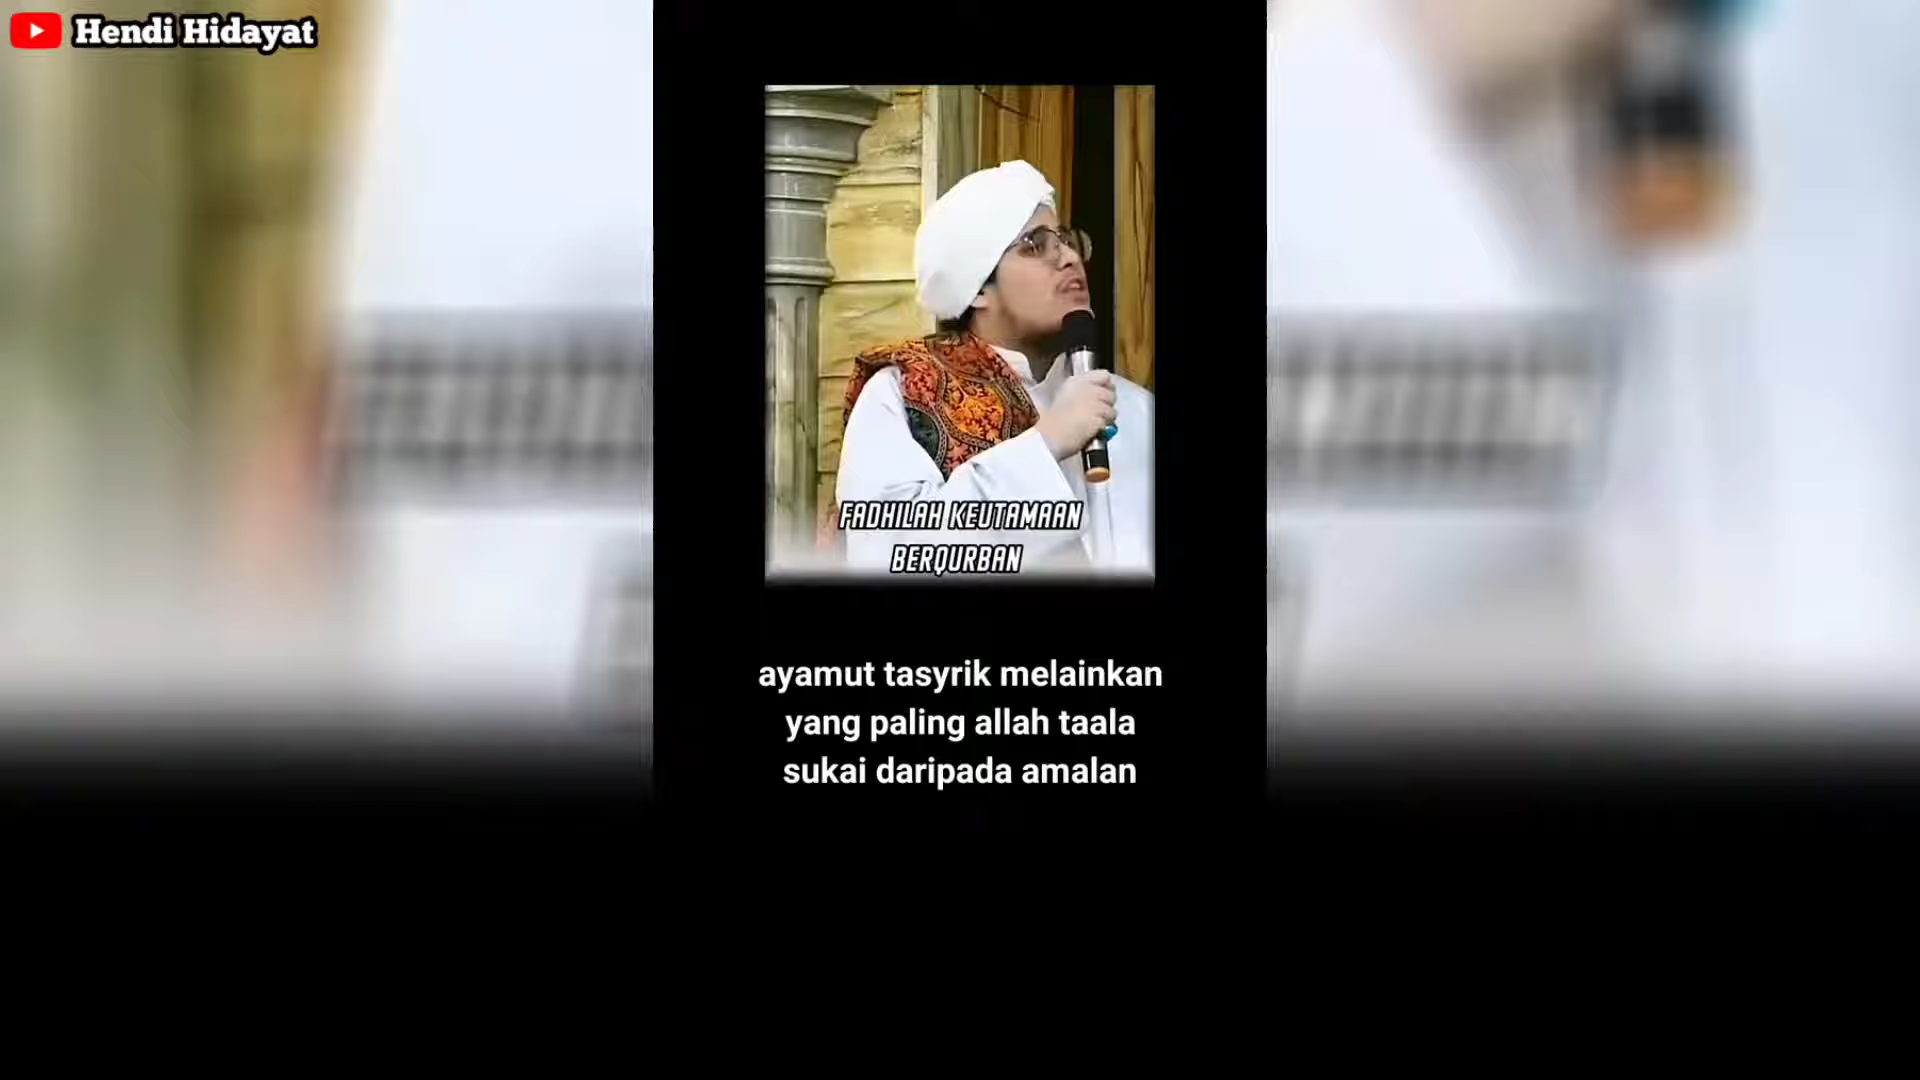 Hendi Hidayat
FADHILAH KEUTAMAAN
BERQURBAN
ayamut tasyrik melainkan
yang paling allah taala
sukai daripada amalan